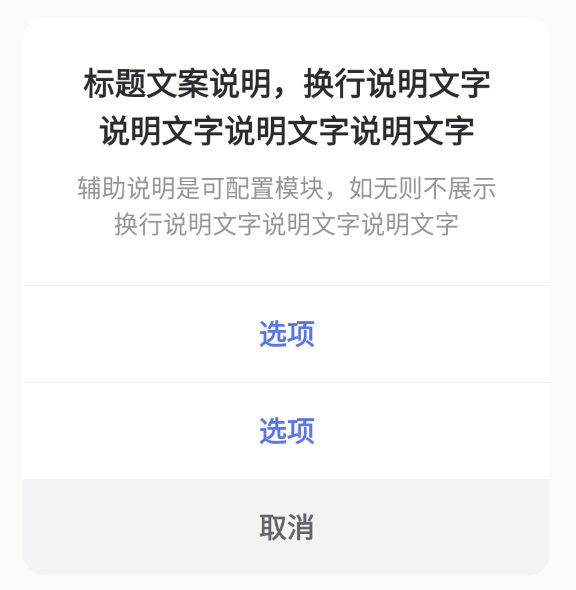 标题文案说明，换行说明文字
说明文字说明文字说明文字
辅助说明是可配置模块，如无则不展示
换行说明文字说明文字说明文字
选项
选项
取消